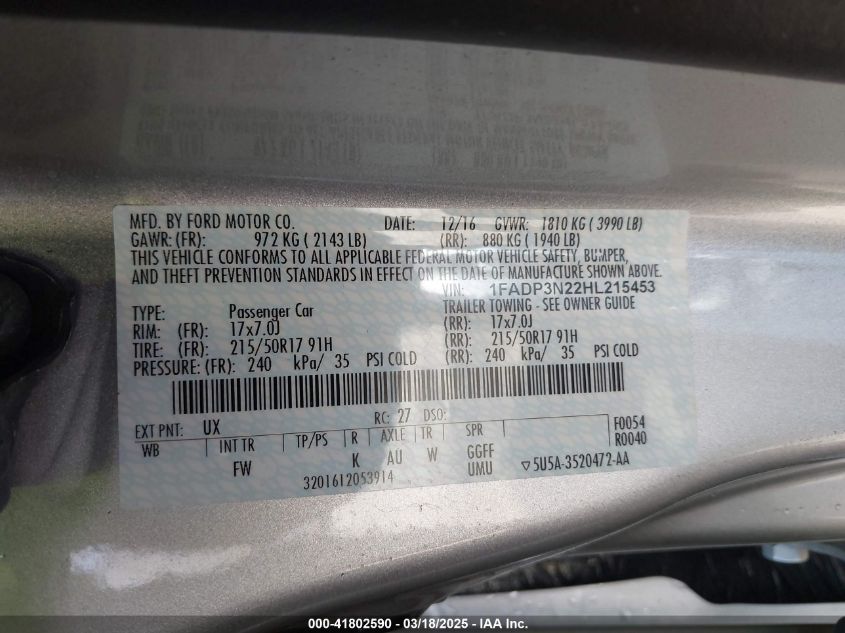 MFD. BY FORD MOTOR CO. DATE: 12/16 GVWR: 1810 KG ( 3990 LB)
GAWR: (FR): 972 KG ( 2143 LB) (RR): 880 KG ( 1940 LB)
THIS VEHICLE CONFORMS TO ALL APPLICABLE FEDERAL MOTOR VEHICLE SAFETY, BUMPER,
AND THEFT PREVENTION STANDARDS IN EFFECT ON THE DATE OF MANUFACTURE SHOWN ABOVE.
VIN: 1FADP3N22HL215453
TYPE: Passenger Car TRAILER TOWING - SEE OWNER GUIDE
RIM: (FR): 17x7.0J (RR): 17x7.0J
TIRE: (FR): 215/50R17 91H (RR): 215/50R17 91H
PRESSURE: (FR): 240 kPa/ 35 PSI COLD (RR): 240 kPa/ 35 PSI COLD
EXT PNT: UX RC: 27 DSO: F0054
WB INT TR TP/PS R AXLE TR SPR R0040
FW K AU W GGFF
UMU ▽5U5A-3520472-AA
3201612053914
000-41802590 — 03/18/2025 — IAA Inc.